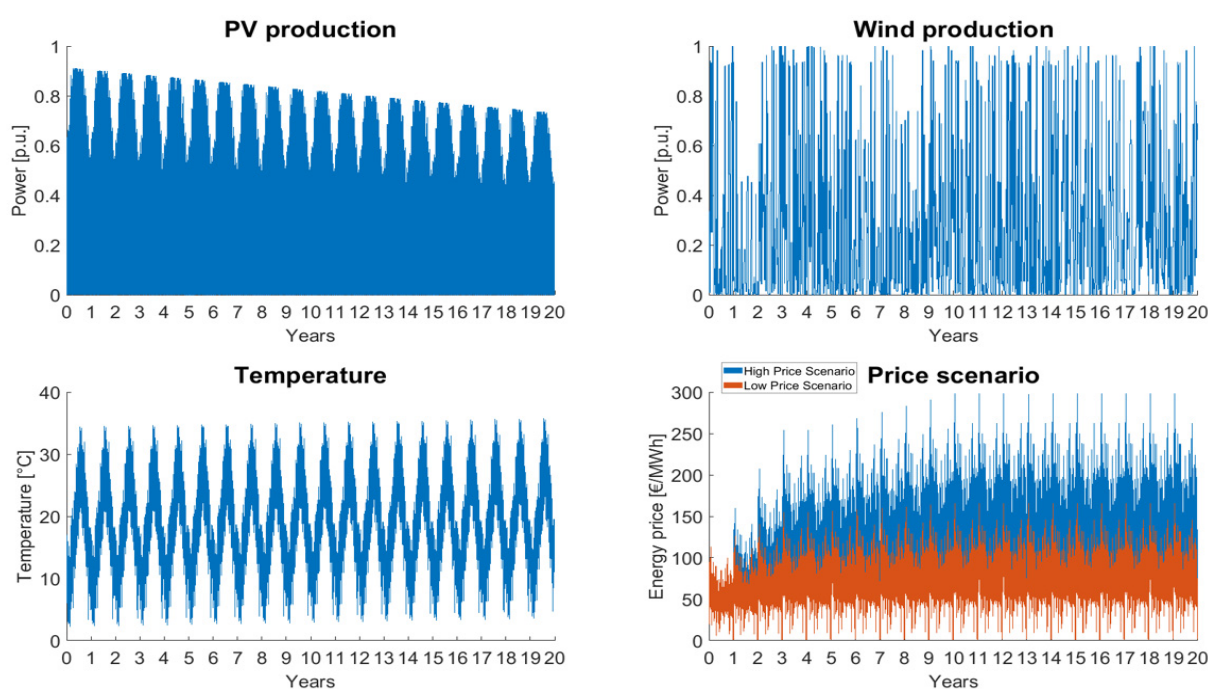 PV production
Power [p.u.]
1
0.8
0.6
0.4
0.2
0
0 1 2 3 4 5 6 7 8 9 10 11 12 13 14 15 16 17 18 19 20
Years
Wind production
Power [p.u.]
1
0.8
0.6
0.4
0.2
0
0 1 2 3 4 5 6 7 8 9 10 11 12 13 14 15 16 17 18 19 20
Years
Temperature
Temperature [°C]
40
30
20
10
0
0 1 2 3 4 5 6 7 8 9 10 11 12 13 14 15 16 17 18 19 20
Years
Price scenario
High Price Scenario
Low Price Scenario
Energy price [€/MWh]
300
250
200
150
100
50
0
0 1 2 3 4 5 6 7 8 9 10 11 12 13 14 15 16 17 18 19 20
Years